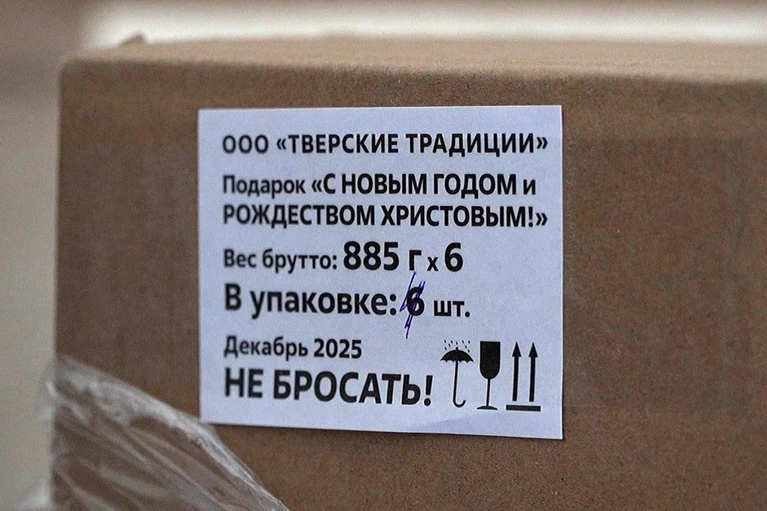 ООО «ТВЕРСКИЕ ТРАДИЦИИ»
Подарок «С НОВЫМ ГОДОМ и
РОЖДЕСТВОМ ХРИСТОВЫМ!»
Вес брутто: 885 г х 6
В упаковке: 6 шт.
Декабрь 2025
НЕ БРОСАТЬ!